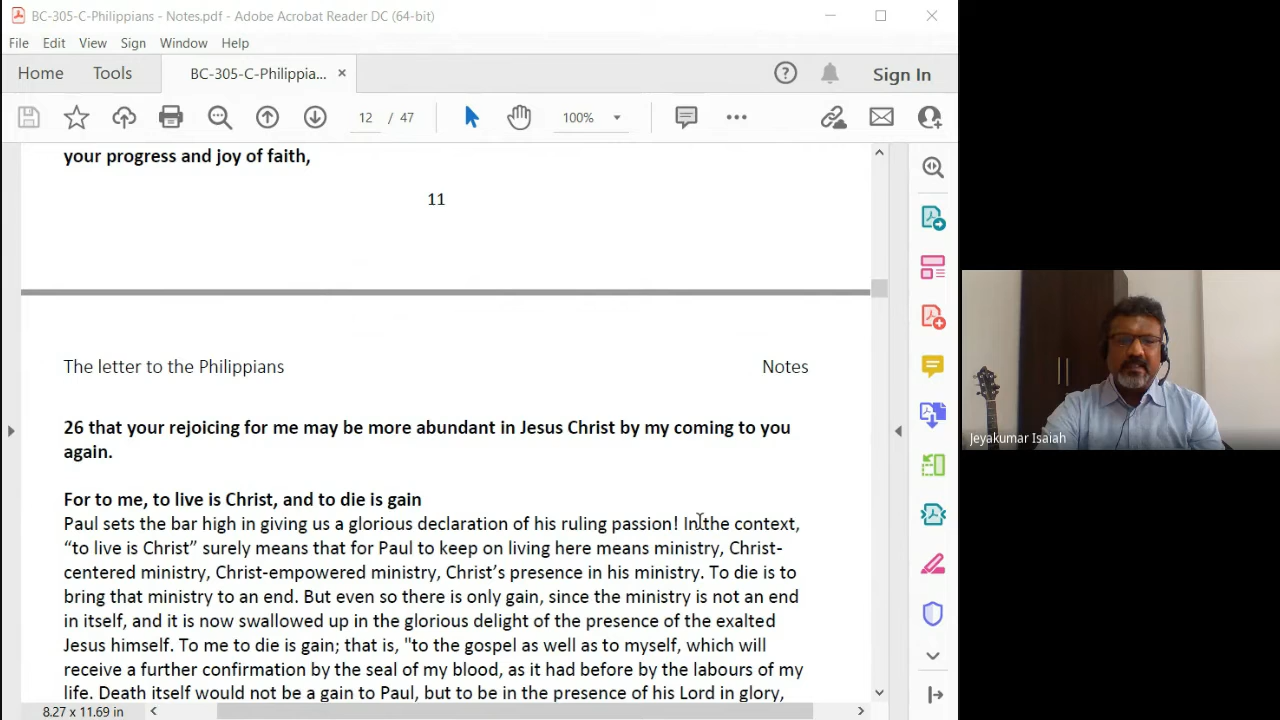 BC-305-C-Philippians - Notes.pdf - Adobe Acrobat Reader DC (64-bit)
File Edit View Sign Window Help
Home Tools BC-305-C-Philippia... × Sign In
12 / 47 100%
your progress and joy of faith,
11
The letter to the Philippians Notes
26 that your rejoicing for me may be more abundant in Jesus Christ by my coming to you
again.
For to me, to live is Christ, and to die is gain
Paul sets the bar high in giving us a glorious declaration of his ruling passion! In the context,
“to live is Christ” surely means that for Paul to keep on living here means ministry, Christ-
centered ministry, Christ-empowered ministry, Christ’s presence in his ministry. To die is to
bring that ministry to an end. But even so there is only gain, since the ministry is not an end
in itself, and it is now swallowed up in the glorious delight of the presence of the exalted
Jesus himself. To me to die is gain; that is, "to the gospel as well as to myself, which will
receive a further confirmation by the seal of my blood, as it had before by the labours of my
life. Death itself would not be a gain to Paul, but to be in the presence of his Lord in glory,
8.27 x 11.69 in
Jeyakumar Isaiah